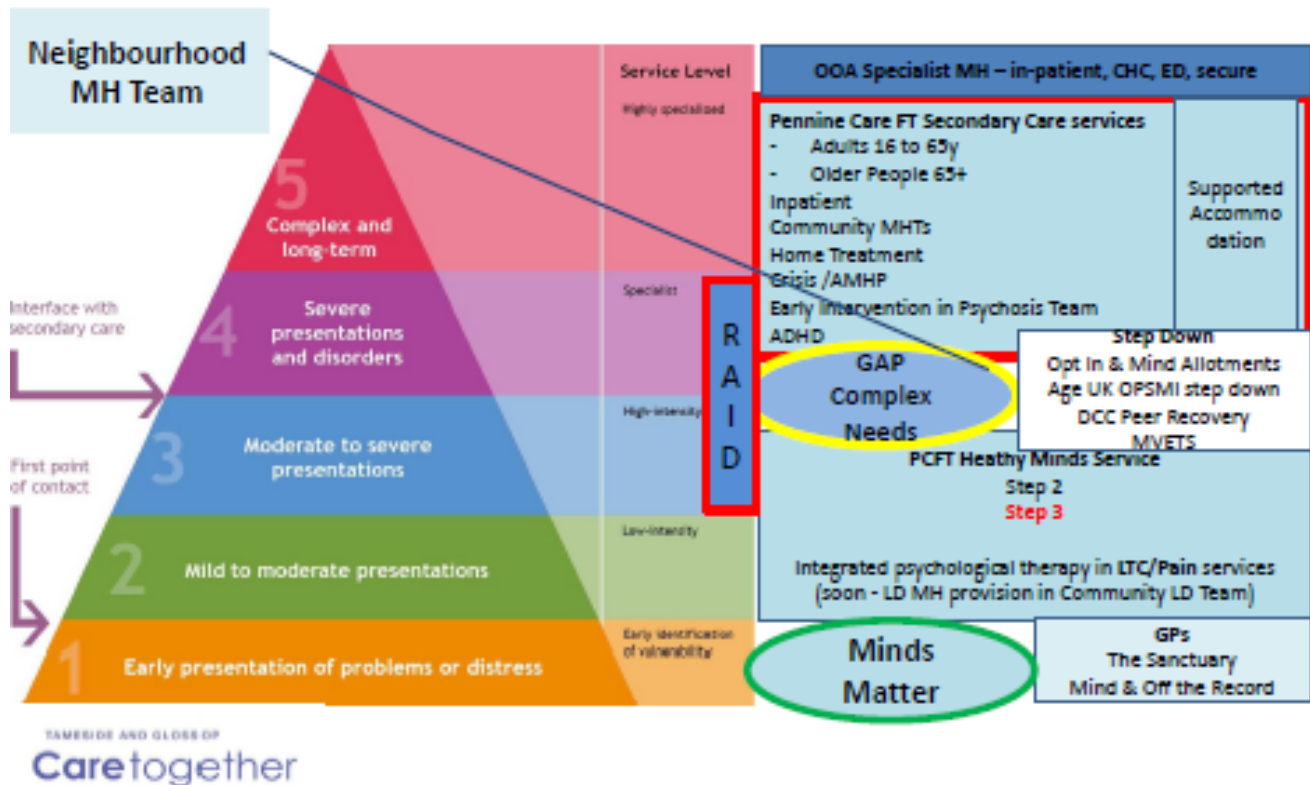 Neighbourhood
MH Team
Service Level
Highly specialised
5
Complex and
long-term
Interface with
secondary care
4
Severe
presentations
and disorders
Specialist
First point
of contact
3
Moderate to severe
presentations
High-intensity
2
Mild to moderate presentations
Low-intensity
1
Early presentation of problems or distress
Early identification
of vulnerability
OOA Specialist MH – in-patient, CHC, ED, secure
Pennine Care FT Secondary Care services
- Adults 16 to 65y
- Older People 65+
Inpatient
Community MHTs
Home Treatment
Crisis /AMHP
Early Intervention in Psychosis Team
ADHD
Supported
Accommo
dation
R
A
I
D
GAP
Complex
Needs
Step Down
Opt In & Mind Allotments
Age UK OPSMI step down
DCC Peer Recovery
MVETS
PCFT Heathy Minds Service
Step 2
Step 3
Integrated psychological therapy in LTC/Pain services
(soon - LD MH provision in Community LD Team)
Minds
Matter
GPs
The Sanctuary
Mind & Off the Record
TAMESIDE AND GLOSSOP
Caretogether